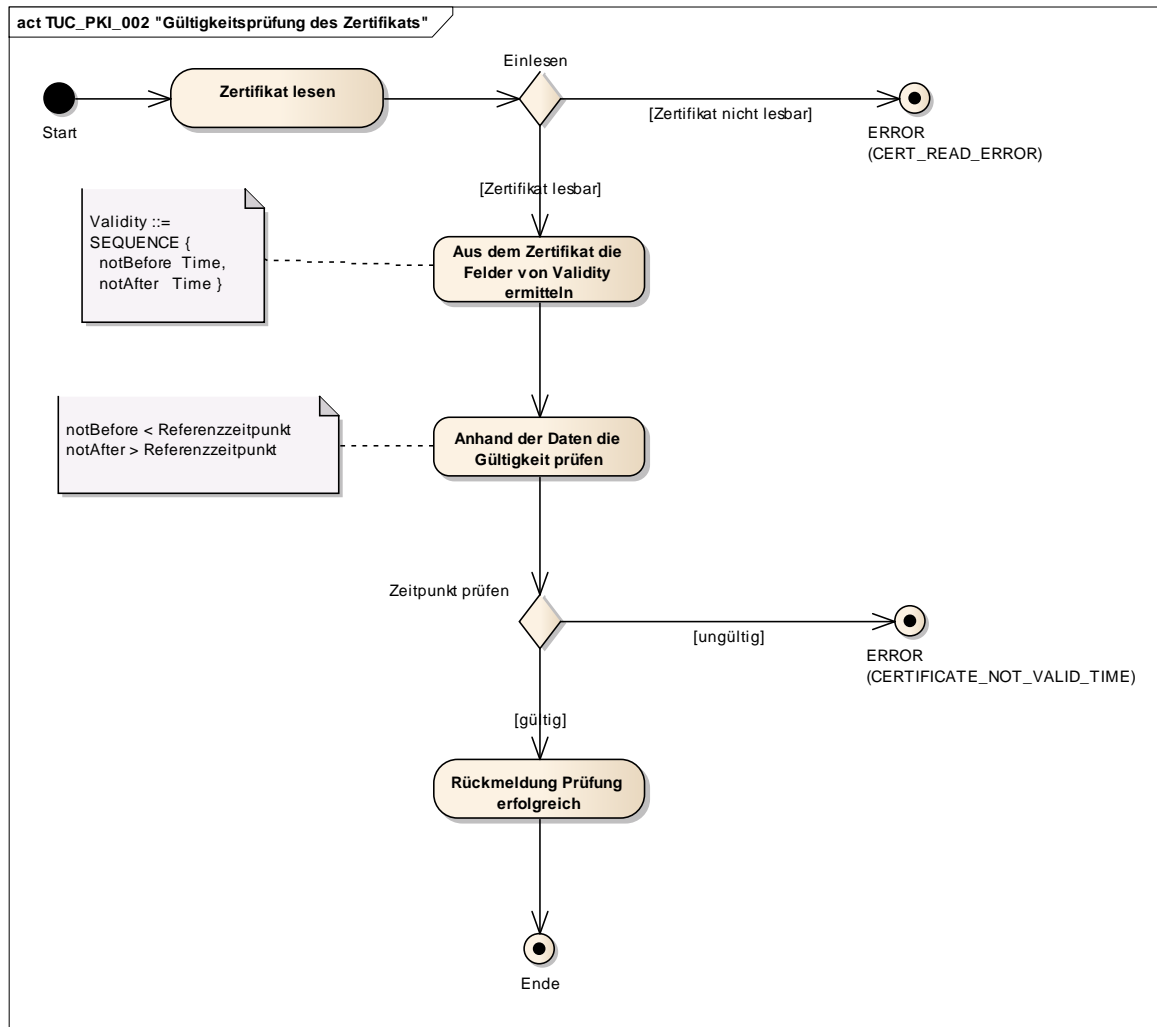 act TUC_PKI_002 "Gültigkeitsprüfung des Zertifikats"
Einlesen
Zertifikat lesen
Start
[Zertifikat nicht lesbar]
ERROR
(CERT_READ_ERROR)
[Zertifikat lesbar]
Validity ::=
SEQUENCE {
notBefore Time,
notAfter Time }
Aus dem Zertifikat die
Felder von Validity
ermitteln
notBefore < Referenzzeitpunkt
notAfter > Referenzzeitpunkt
Anhand der Daten die
Gültigkeit prüfen
Zeitpunkt prüfen
[ungültig]
ERROR
(CERTIFICATE_NOT_VALID_TIME)
[gültig]
Rückmeldung Prüfung
erfolgreich
Ende